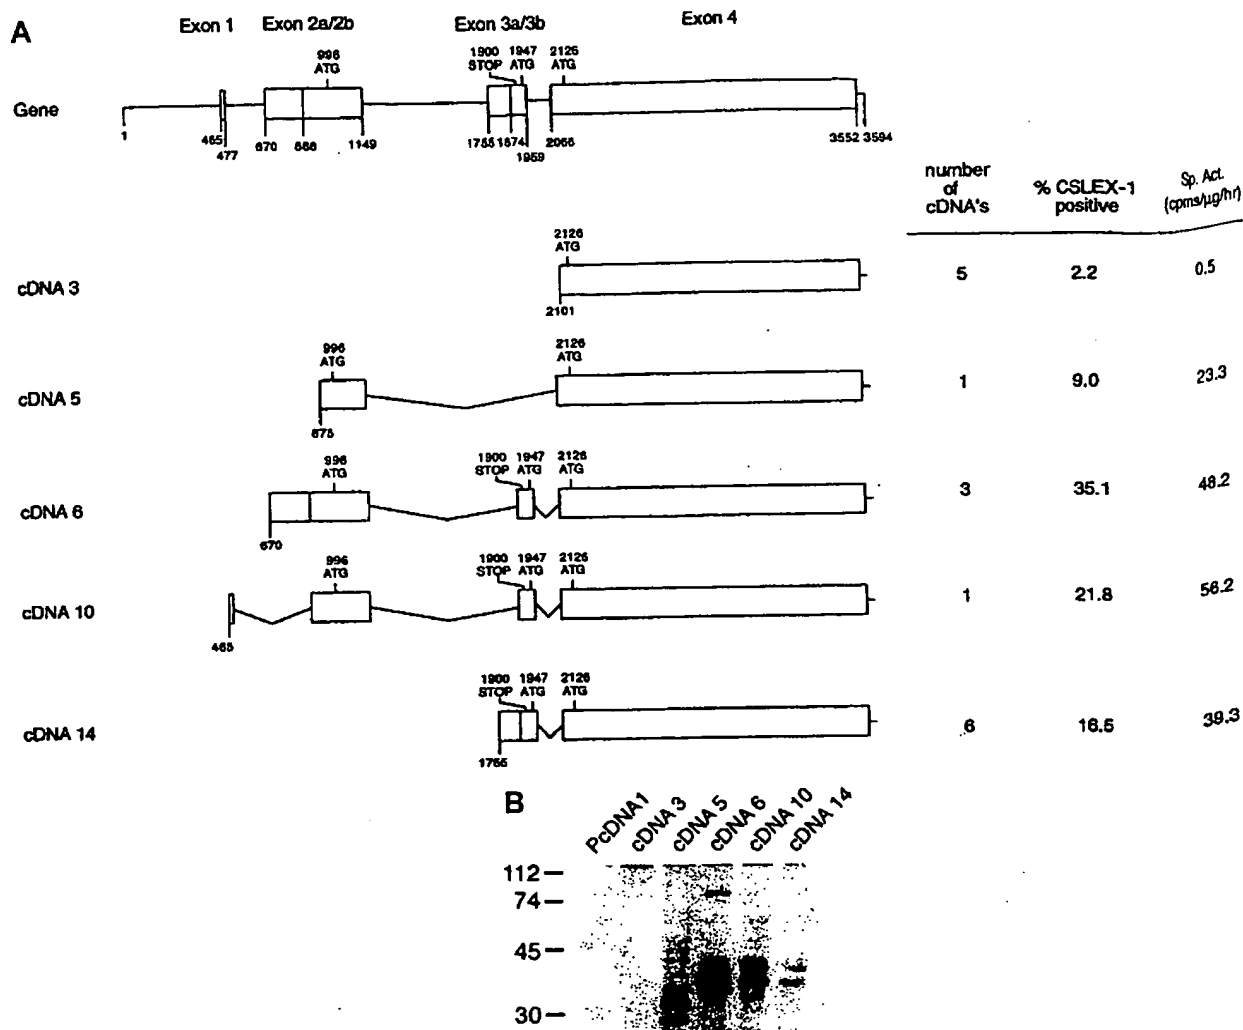 A
Exon 1 Exon 2a/2b Exon 3a/3b Exon 4
996 ATG 1900 STOP 1947 ATG 2126 ATG
Gene
1 465 477 670 886 1149 1755 1874 1959 2066 3552 3594
number of cDNA's
% CSLEX-1 positive
Sp. Act. (cpms/µg/hr)
2126 ATG
cDNA 3 5 2.2 0.5
2101
996 ATG 2126 ATG
cDNA 5 1 9.0 23.3
875
996 ATG 1900 STOP 1947 ATG 2126 ATG
cDNA 6 3 35.1 48.2
670
996 ATG 1900 STOP 1947 ATG 2126 ATG
cDNA 10 1 21.8 56.2
465
1900 STOP 1947 ATG 2126 ATG
cDNA 14 6 16.5 39.3
1755
B
PcDNA1 cDNA 3 cDNA 5 cDNA 6 cDNA 10 cDNA 14
112
74
45
30